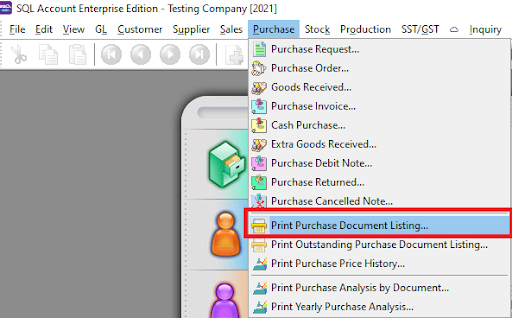 SQL Account Enterprise Edition - Testing Company [2021]
File Edit View GL Customer Supplier Sales Purchase Stock Production SST/GST Inquiry
Purchase Request...
Purchase Order...
Goods Received...
Purchase Invoice...
Cash Purchase...
Extra Goods Received...
Purchase Debit Note...
Purchase Returned...
Purchase Cancelled Note...
Print Purchase Document Listing...
Print Outstanding Purchase Document Listing...
Print Purchase Price History...
Print Purchase Analysis by Document...
Print Yearly Purchase Analysis...